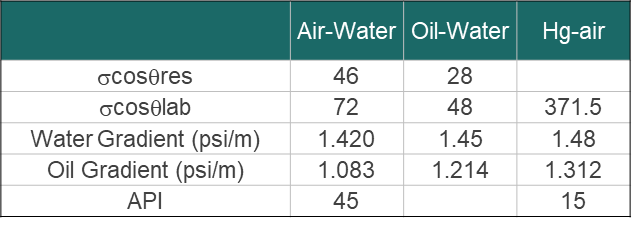 Air-Water Oil-Water Hg-air
σcosθres 46 28
σcosθlab 72 48 371.5
Water Gradient (psi/m) 1.420 1.45 1.48
Oil Gradient (psi/m) 1.083 1.214 1.312
API 45 15